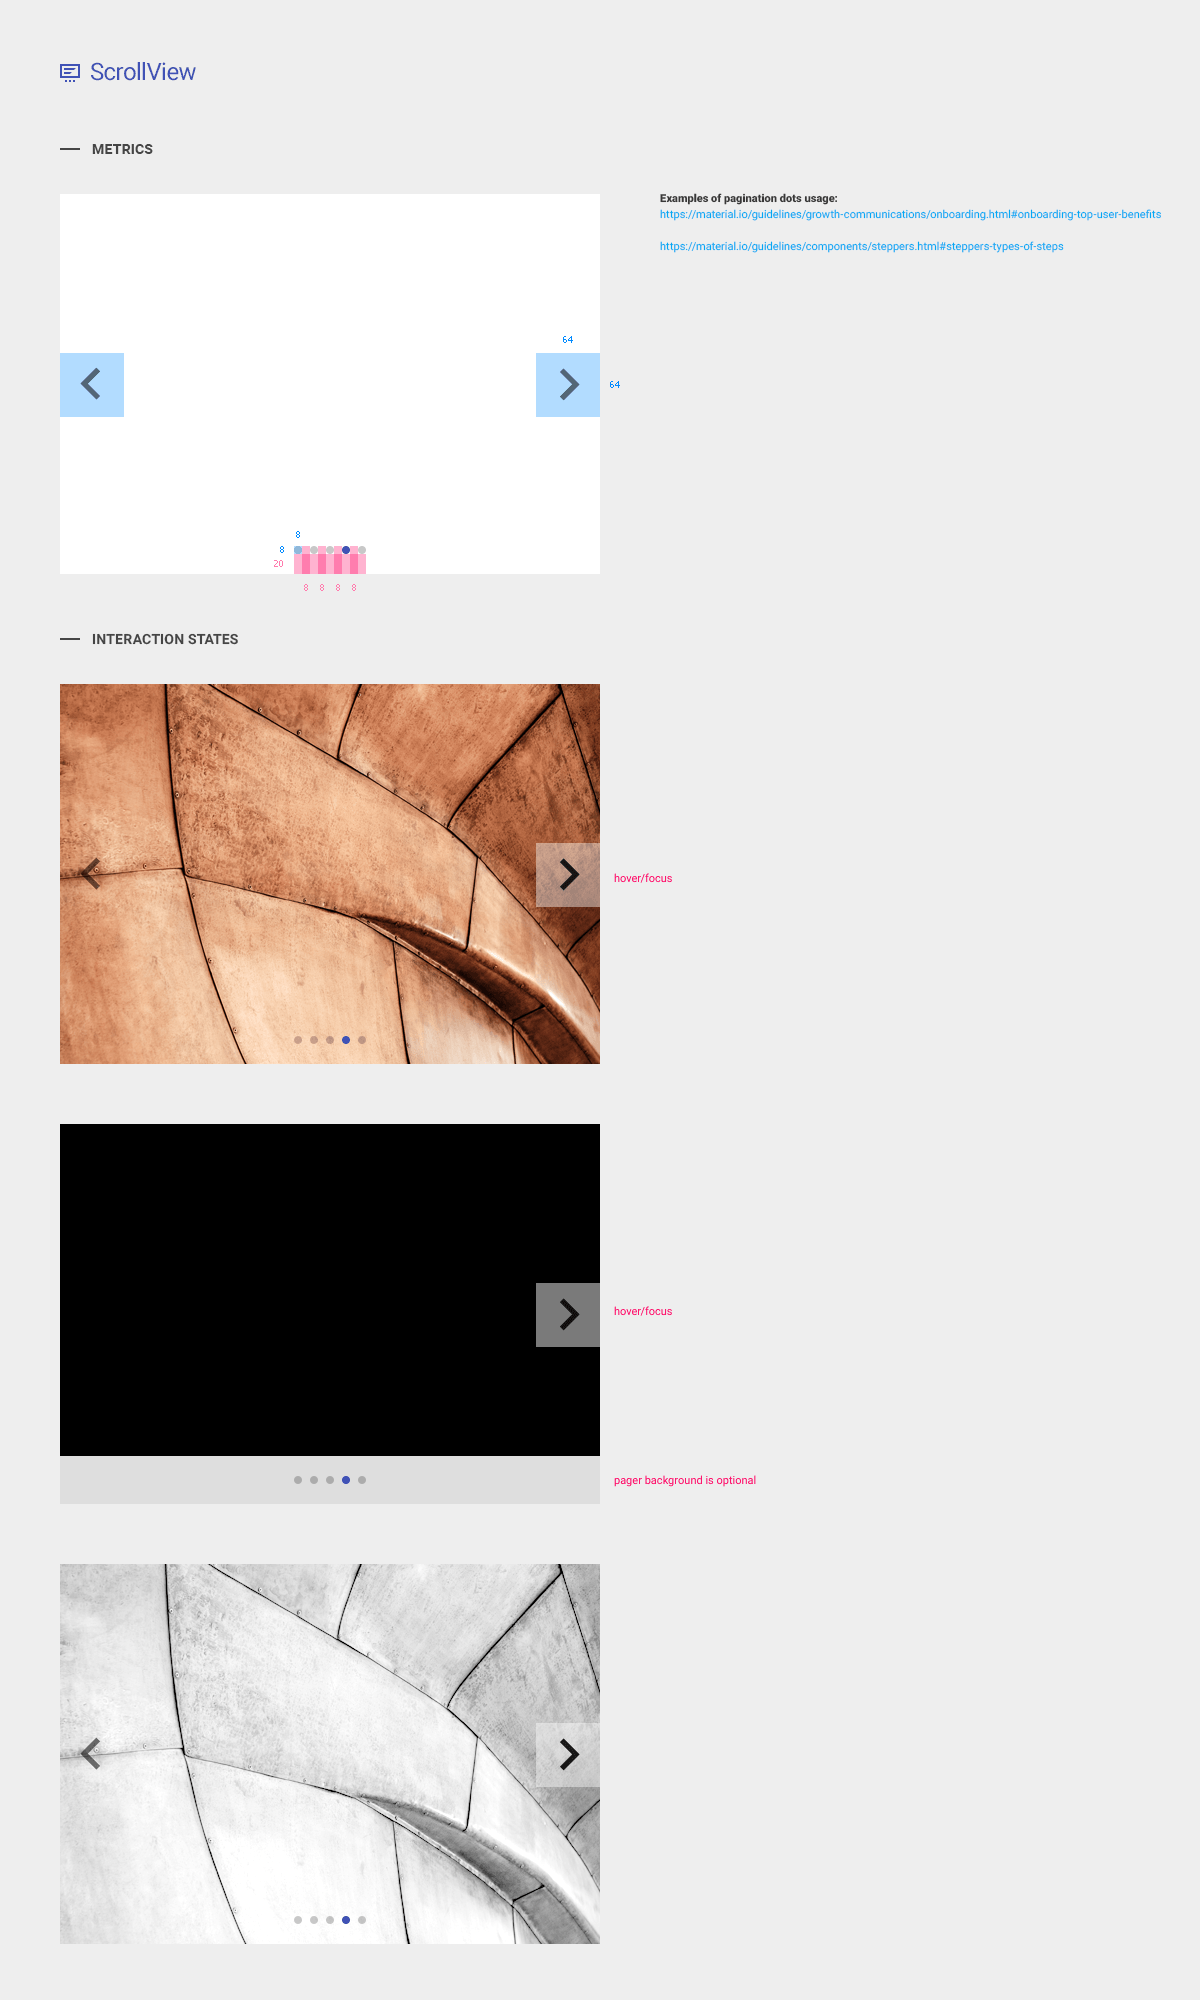 ScrollView
METRICS
Examples of pagination dots usage:
https://material.io/guidelines/growth-communications/onboarding.html#onboarding-top-user-benefits
https://material.io/guidelines/components/steppers.html#steppers-types-of-steps
64
64
8
8
20
8 8 8 8
INTERACTION STATES
hover/focus
hover/focus
pager background is optional